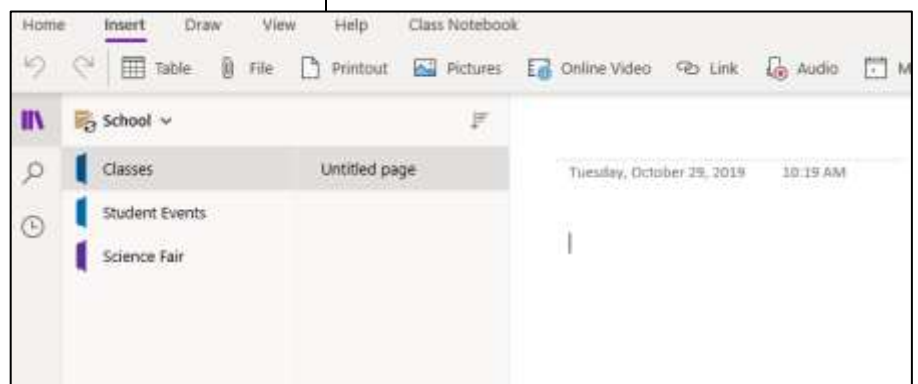 Home Insert Draw View Help Class Notebook
Table File Printout Pictures Online Video Link Audio M
School
Classes Untitled page Tuesday, October 29, 2019 10:19 AM
Student Events
Science Fair